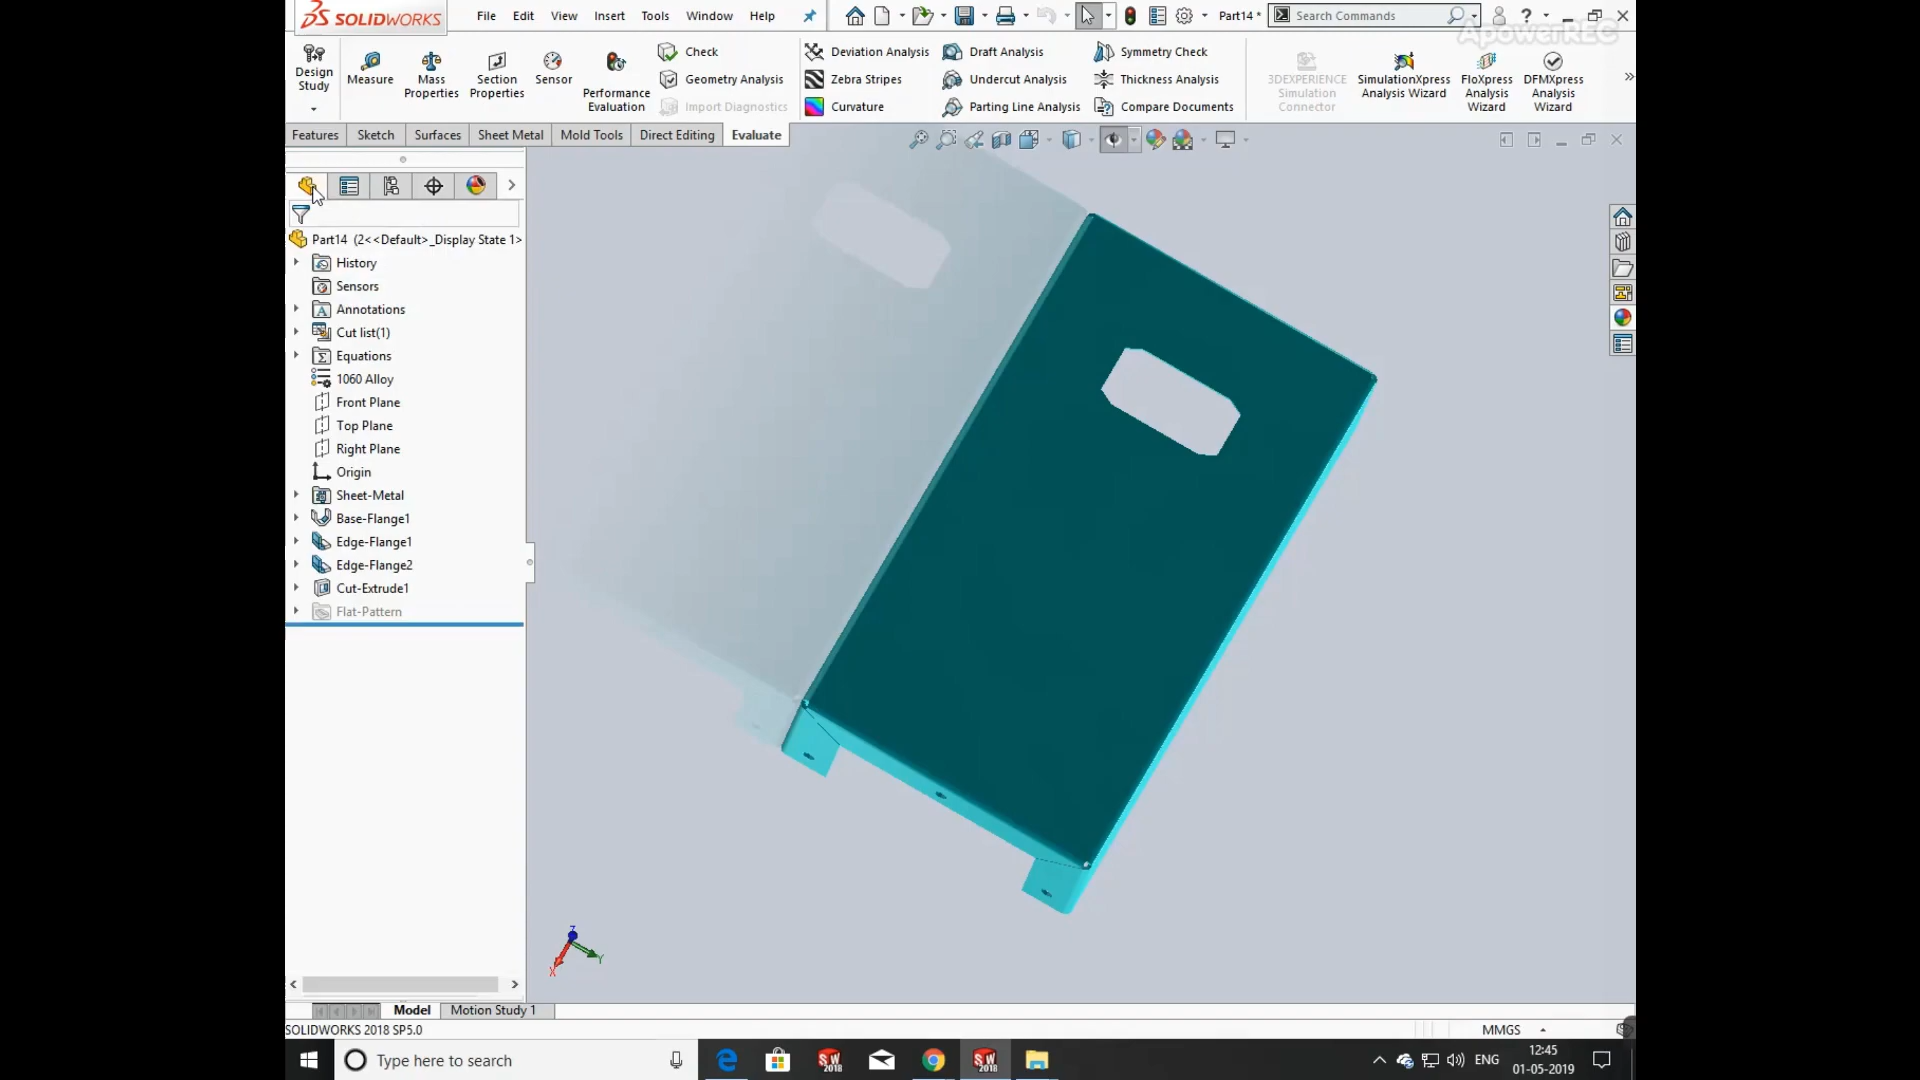 SOLIDWORKS
File Edit View Insert Tools Window Help
Part14 *
Search Commands
ApowerREC
Design Study
Measure
Mass Properties
Section Properties
Sensor
Performance Evaluation
Check
Geometry Analysis
Import Diagnostics
Deviation Analysis
Zebra Stripes
Curvature
Draft Analysis
Undercut Analysis
Parting Line Analysis
Symmetry Check
Thickness Analysis
Compare Documents
3DEXPERIENCE Simulation Connector
SimulationXpress Analysis Wizard
FloXpress Analysis Wizard
DFMXpress Analysis Wizard
Features Sketch Surfaces Sheet Metal Mold Tools Direct Editing Evaluate
Part14 (2<<Default>_Display State 1>
History
Sensors
Annotations
Cut list(1)
Equations
1060 Alloy
Front Plane
Top Plane
Right Plane
Origin
Sheet-Metal
Base-Flange1
Edge-Flange1
Edge-Flange2
Cut-Extrude1
Flat-Pattern
Z
Y
X
Model Motion Study 1
SOLIDWORKS 2018 SP5.0
MMGS
Type here to search
SW 2018
SW 2018
ENG
12:45
01-05-2019